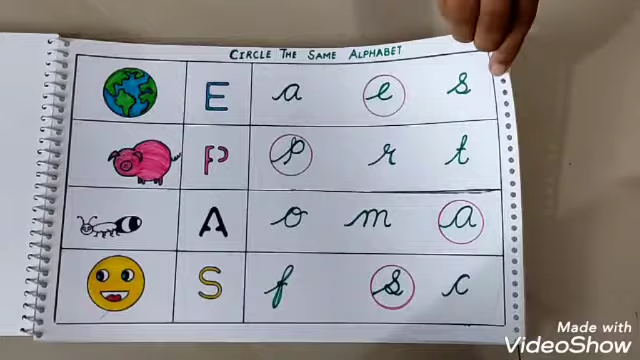 CIRCLE THE SAME ALPHABET
E a e s
P p r t
A o m a
S f s c
Made with
VideoShow